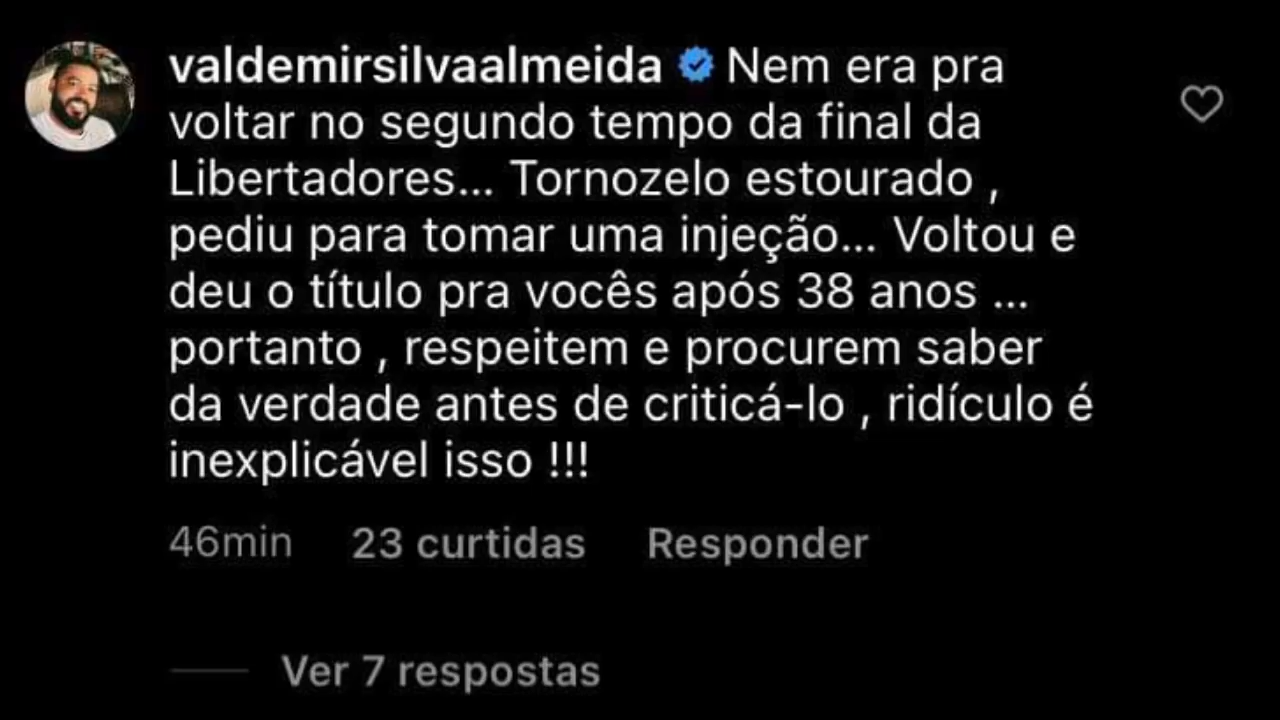 valdemirsilvaalmeida Nem era pra
voltar no segundo tempo da final da
Libertadores... Tornozelo estourado ,
pediu para tomar uma injeção... Voltou e
deu o título pra vocês após 38 anos ...
portanto , respeitem e procurem saber
da verdade antes de criticá-lo , ridículo é
inexplicável isso !!!
46min 23 curtidas Responder
Ver 7 respostas